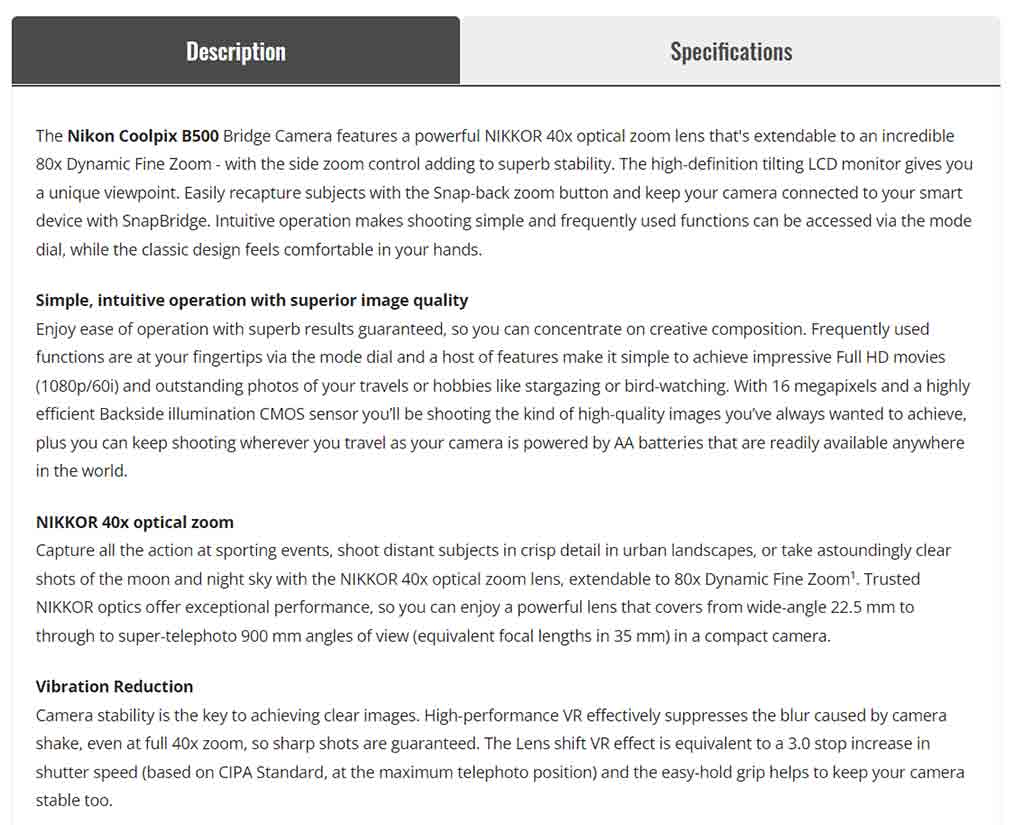 Description
Specifications
The Nikon Coolpix B500 Bridge Camera features a powerful NIKKOR 40x optical zoom lens that's extendable to an incredible
80x Dynamic Fine Zoom - with the side zoom control adding to superb stability. The high-definition tilting LCD monitor gives you
a unique viewpoint. Easily recapture subjects with the Snap-back zoom button and keep your camera connected to your smart
device with SnapBridge. Intuitive operation makes shooting simple and frequently used functions can be accessed via the mode
dial, while the classic design feels comfortable in your hands.
Simple, intuitive operation with superior image quality
Enjoy ease of operation with superb results guaranteed, so you can concentrate on creative composition. Frequently used
functions are at your fingertips via the mode dial and a host of features make it simple to achieve impressive Full HD movies
(1080p/60i) and outstanding photos of your travels or hobbies like stargazing or bird-watching. With 16 megapixels and a highly
efficient Backside illumination CMOS sensor you’ll be shooting the kind of high-quality images you’ve always wanted to achieve,
plus you can keep shooting wherever you travel as your camera is powered by AA batteries that are readily available anywhere
in the world.
NIKKOR 40x optical zoom
Capture all the action at sporting events, shoot distant subjects in crisp detail in urban landscapes, or take astoundingly clear
shots of the moon and night sky with the NIKKOR 40x optical zoom lens, extendable to 80x Dynamic Fine Zoom¹. Trusted
NIKKOR optics offer exceptional performance, so you can enjoy a powerful lens that covers from wide-angle 22.5 mm to
through to super-telephoto 900 mm angles of view (equivalent focal lengths in 35 mm) in a compact camera.
Vibration Reduction
Camera stability is the key to achieving clear images. High-performance VR effectively suppresses the blur caused by camera
shake, even at full 40x zoom, so sharp shots are guaranteed. The Lens shift VR effect is equivalent to a 3.0 stop increase in
shutter speed (based on CIPA Standard, at the maximum telephoto position) and the easy-hold grip helps to keep your camera
stable too.